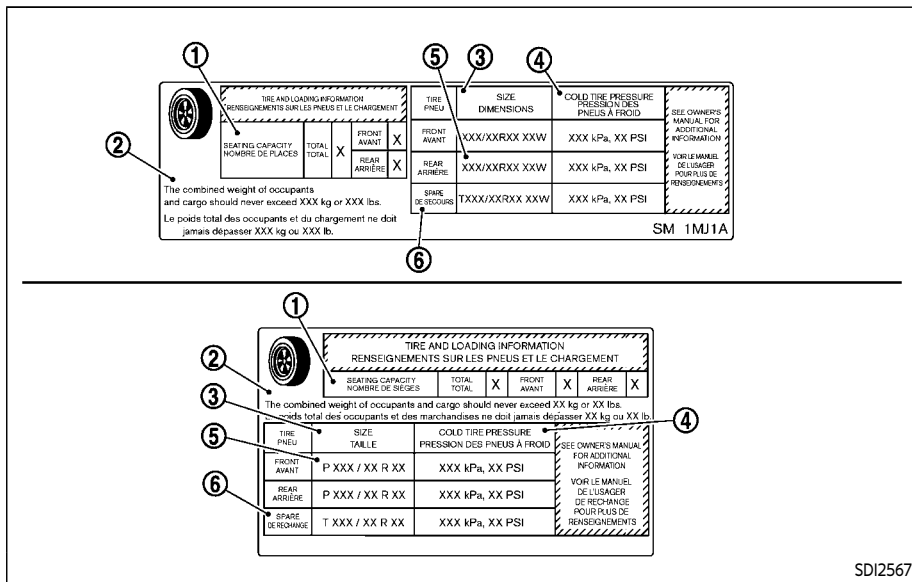 ①
③
④
⑤
②
⑥
TIRE AND LOADING INFORMATION
RENSEIGNEMENTS SUR LES PNEUS ET LE CHARGEMENT
SEATING CAPACITY
NOMBRE DE PLACES
TOTAL
TOTAL
X
FRONT
AVANT
X
REAR
ARRIÈRE
X
The combined weight of occupants
and cargo should never exceed XXX kg or XXX lbs.
Le poids total des occupants et du chargement ne doit
jamais dépasser XXX kg ou XXX lb.
TIRE
PNEU
SIZE
DIMENSIONS
COLD TIRE PRESSURE
PRESSION DES
PNEUS À FROID
FRONT
AVANT
XXX/XXRXX XXW
XXX kPa, XX PSI
REAR
ARRIÈRE
XXX/XXRXX XXW
XXX kPa, XX PSI
SPARE
DE SECOURS
TXXX/XXRXX XXW
XXX kPa, XX PSI
SEE OWNER'S
MANUAL FOR
ADDITIONAL
INFORMATION
VOIR LE MANUEL
DE L'USAGER
POUR PLUS DE
RENSEIGNEMENTS
SM 1MJ1A
①
②
③
④
⑤
⑥
TIRE AND LOADING INFORMATION
RENSEIGNEMENTS SUR LES PNEUS ET LE CHARGEMENT
SEATING CAPACITY
NOMBRE DE SIÈGES
TOTAL
TOTAL
X
FRONT
AVANT
X
REAR
ARRIÈRE
X
The combined weight of occupants and cargo should never exceed XX kg or XX lbs.
poids total des occupants et des marchandises ne doit jamais dépasser XX kg ou XX lb.
TIRE
PNEU
SIZE
TAILLE
COLD TIRE PRESSURE
PRESSION DES PNEUS À FROID
FRONT
AVANT
P XXX / XX R XX
XXX kPa, XX PSI
REAR
ARRIÈRE
P XXX / XX R XX
XXX kPa, XX PSI
SPARE
DE RECHANGE
T XXX / XX R XX
XXX kPa, XX PSI
SEE OWNER'S MANUAL
FOR ADDITIONAL
INFORMATION
VOIR LE MANUEL
DE L'USAGER
DE RECHANGE
POUR PLUS DE
RENSEIGNEMENTS
SDI2567